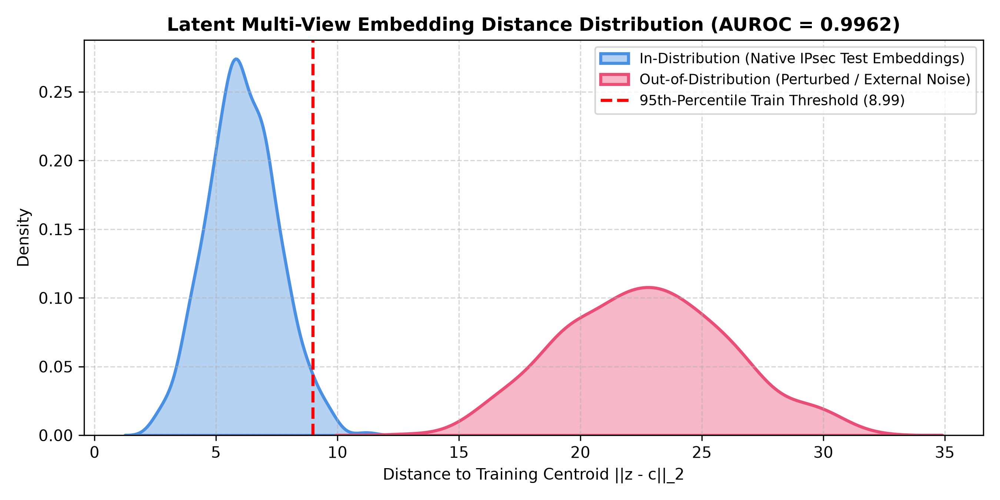 Latent Multi-View Embedding Distance Distribution (AUROC = 0.9962)
In-Distribution (Native IPsec Test Embeddings)
Out-of-Distribution (Perturbed / External Noise)
95th-Percentile Train Threshold (8.99)
Density
0.25
0.20
0.15
0.10
0.05
0.00
0 5 10 15 20 25 30 35
Distance to Training Centroid ||z - c||_2